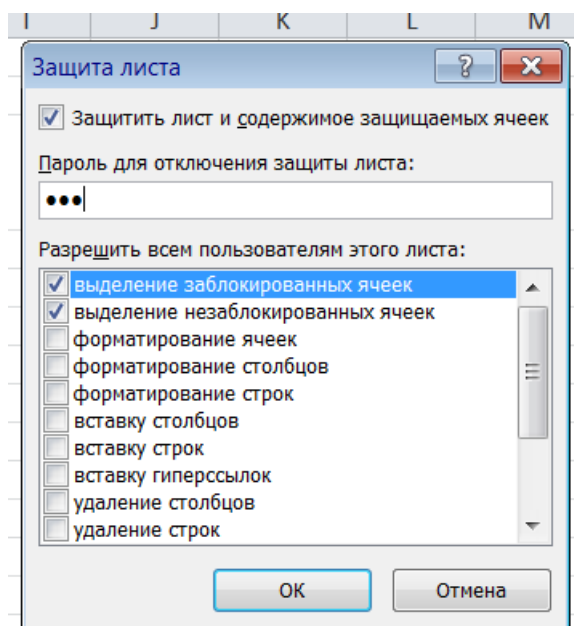 I J K L M
Защита листа
Защитить лист и содержимое защищаемых ячеек
Пароль для отключения защиты листа:
•••
Разрешить всем пользователям этого листа:
выделение заблокированных ячеек
выделение незаблокированных ячеек
форматирование ячеек
форматирование столбцов
форматирование строк
вставку столбцов
вставку строк
вставку гиперссылок
удаление столбцов
удаление строк
ОК Отмена